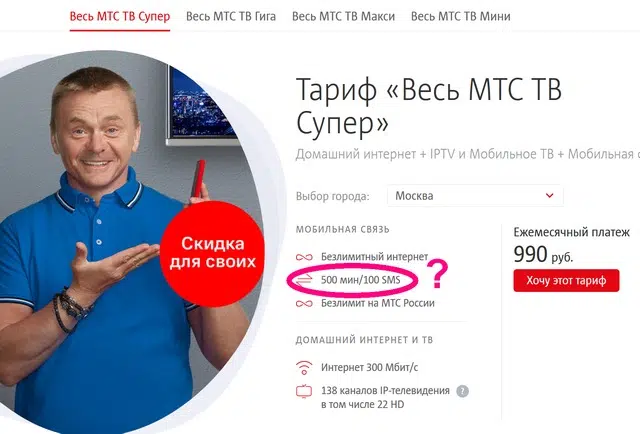 Весь МТС ТВ Супер Весь МТС ТВ Гига Весь МТС ТВ Макси Весь МТС ТВ Мини
Тариф «Весь МТС ТВ
Супер»
Домашний интернет + IPTV и Мобильное ТВ + Мобильная
Выбор города: Москва
Скидка
для своих
МОБИЛЬНАЯ СВЯЗЬ
Безлимитный интернет
500 мин/100 SMS
?
Безлимит на МТС России
ДОМАШНИЙ ИНТЕРНЕТ И ТВ
Интернет 300 Мбит/с
138 каналов IP-телевидения ?
в том числе 22 HD
Ежемесячный платеж
990 руб.
Хочу этот тариф